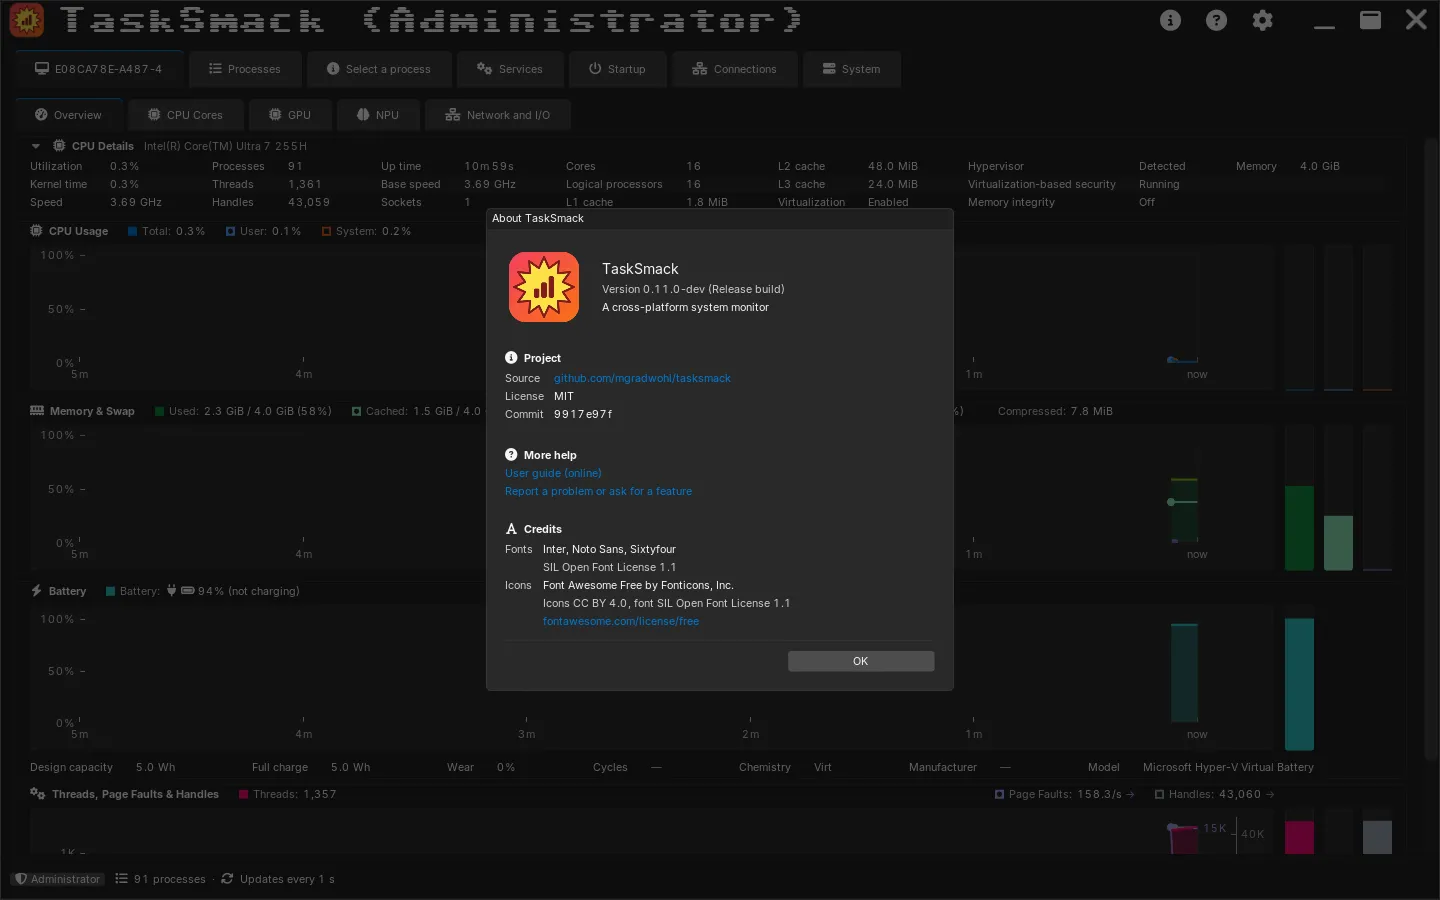 TaskSmack (Administrator)
E08CA78E-A487-4 Processes Select a process Services Startup Connections System
Overview CPU Cores GPU NPU Network and I/O
CPU Details Intel(R) Core(TM) Ultra 7 255H
Utilization 0.3% Processes 91 Up time 10m 59s Cores 16 L2 cache 48.0 MiB Hypervisor Detected Memory 4.0 GiB
Kernel time 0.3% Threads 1,361 Base speed 3.69 GHz Logical processors 16 L3 cache 24.0 MiB Virtualization-based security Running
Speed 3.69 GHz Handles 43,059 Sockets 1 L1 cache 1.8 MiB Virtualization Enabled Memory integrity Off
CPU Usage Total: 0.3% User: 0.1% System: 0.2%
100%
50%
0%
5m 4m 1m now
Memory & Swap Used: 2.3 GiB / 4.0 GiB (58%) Cached: 1.5 GiB / 4.0 %) Compressed: 7.8 MiB
100%
50%
0%
5m 4m 1m now
Battery Battery: 94% (not charging)
100%
50%
0%
5m 4m 3m 2m 1m now
Design capacity 5.0 Wh Full charge 5.0 Wh Wear 0% Cycles — Chemistry Virt Manufacturer — Model Microsoft Hyper-V Virtual Battery
Threads, Page Faults & Handles Threads: 1,357 Page Faults: 158.3/s → Handles: 43,060 →
1K 15K 40K
Administrator 91 processes · Updates every 1 s
About TaskSmack
TaskSmack
Version 0.11.0-dev (Release build)
A cross-platform system monitor
Project
Source github.com/mgradwohl/tasksmack
License MIT
Commit 9917e97f
More help
User guide (online)
Report a problem or ask for a feature
Credits
Fonts Inter, Noto Sans, Sixtyfour
SIL Open Font License 1.1
Icons Font Awesome Free by Fonticons, Inc.
Icons CC BY 4.0, font SIL Open Font License 1.1
fontawesome.com/license/free
OK